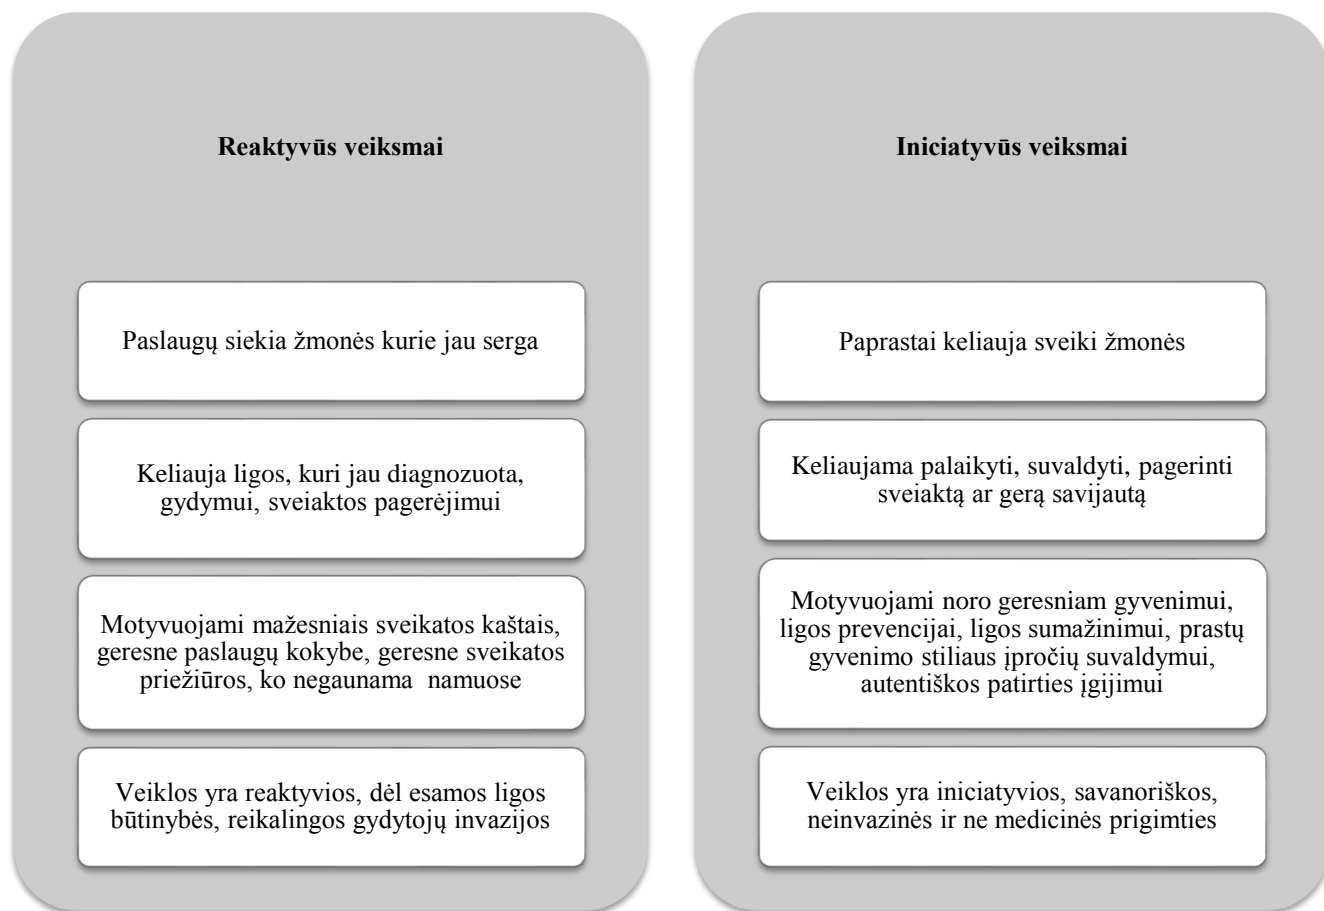 Reaktyvūs veiksmai
Paslaugų siekia žmonės kurie jau serga
Keliauja ligos, kuri jau diagnozuota,
gydymui, sveiaktos pagerėjimui
Motyvuojami mažesniais sveikatos kaštais,
geresne paslaugų kokybe, geresne sveikatos
priežiūros, ko negaunama namuose
Veiklos yra reaktyvios, dėl esamos ligos
būtinybės, reikalingos gydytojų invazijos
Iniciatyvūs veiksmai
Paprastai keliauja sveiki žmonės
Keliaujama palaikyti, suvaldyti, pagerinti
sveiaktą ar gerą savijautą
Motyvuojami noro geresniam gyvenimui,
ligos prevencijai, ligos sumažinimui, prastų
gyvenimo stiliaus įpročių suvaldymui,
autentiškos patirties įgijimui
Veiklos yra iniciatyvios, savanoriškos,
neinvazinės ir ne medicinės prigimties